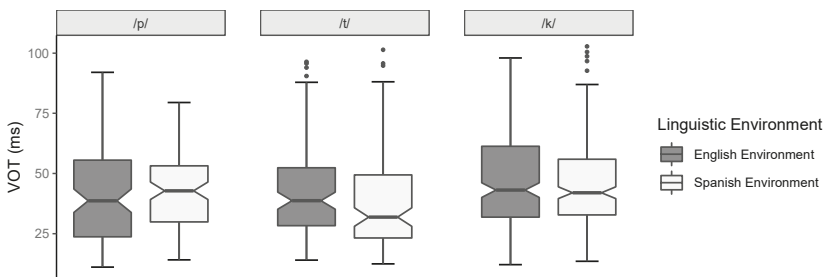 /p/ /t/ /k/
100
75
50
25
VOT (ms)
Linguistic Environment
English Environment
Spanish Environment